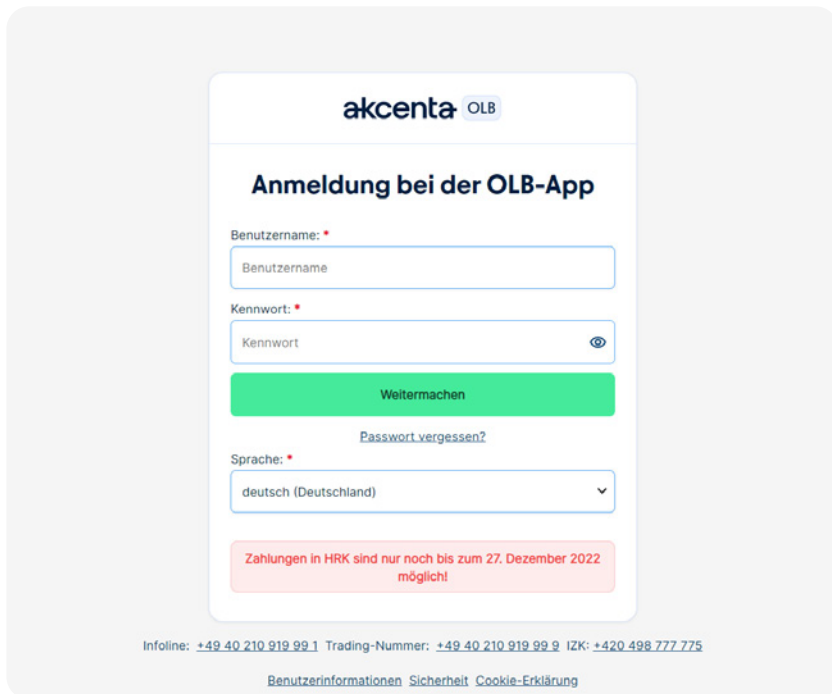 akcenta OLB
Anmeldung bei der OLB-App
Benutzername: *
Benutzername
Kennwort: *
Kennwort
Weitermachen
Passwort vergessen?
Sprache: *
deutsch (Deutschland)
Zahlungen in HRK sind nur noch bis zum 27. Dezember 2022
möglich!
Infoline: +49 40 210 919 99 1 Trading-Nummer: +49 40 210 919 99 9 IZK: +420 498 777 775
Benutzerinformationen Sicherheit Cookie-Erklärung